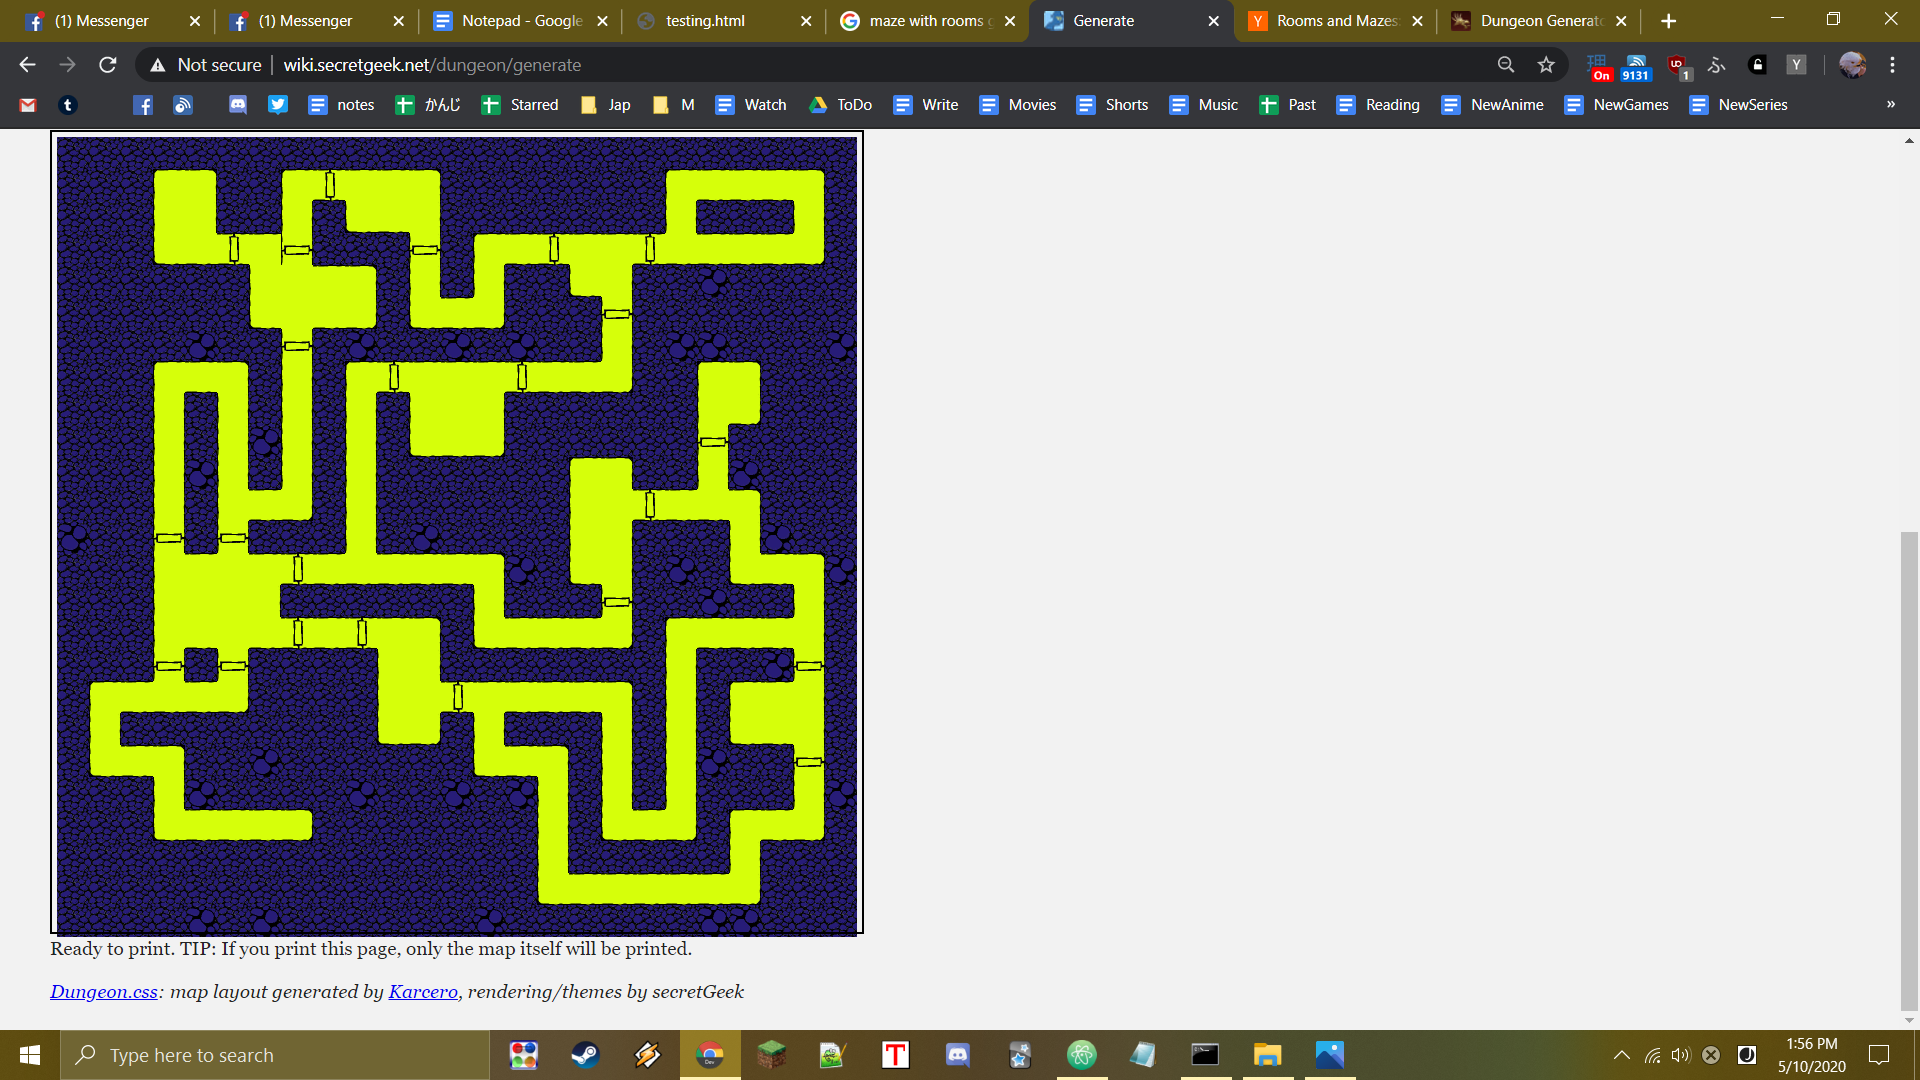 (1) Messenger
(1) Messenger
Notepad - Google
testing.html
maze with rooms g
Generate
Rooms and Mazes:
Dungeon Generato
Not secure | wiki.secretgeek.net/dungeon/generate
On
9131
1
notes
かんじ
Starred
Jap
M
Watch
ToDo
Write
Movies
Shorts
Music
Past
Reading
NewAnime
NewGames
NewSeries
»
Ready to print. TIP: If you print this page, only the map itself will be printed.
Dungeon.css: map layout generated by Karcero, rendering/themes by secretGeek
Type here to search
1:56 PM
5/10/2020